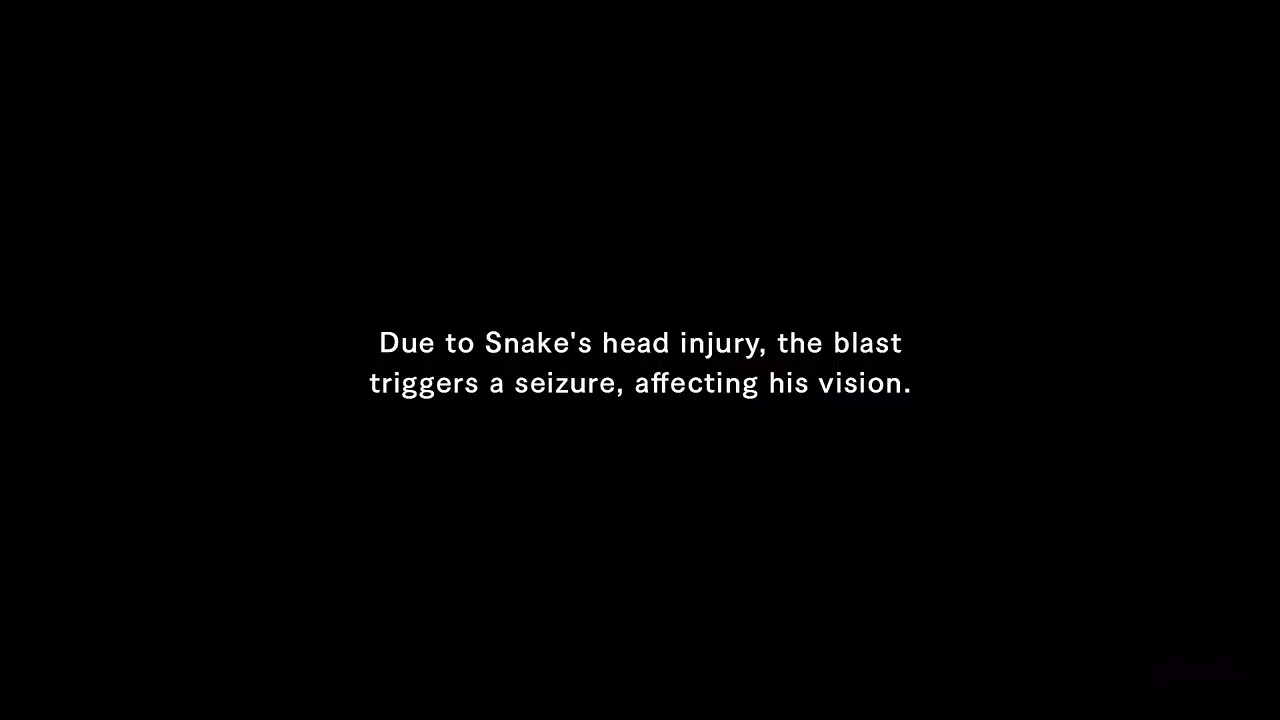 Due to Snake's head injury, the blast
triggers a seizure, affecting his vision.